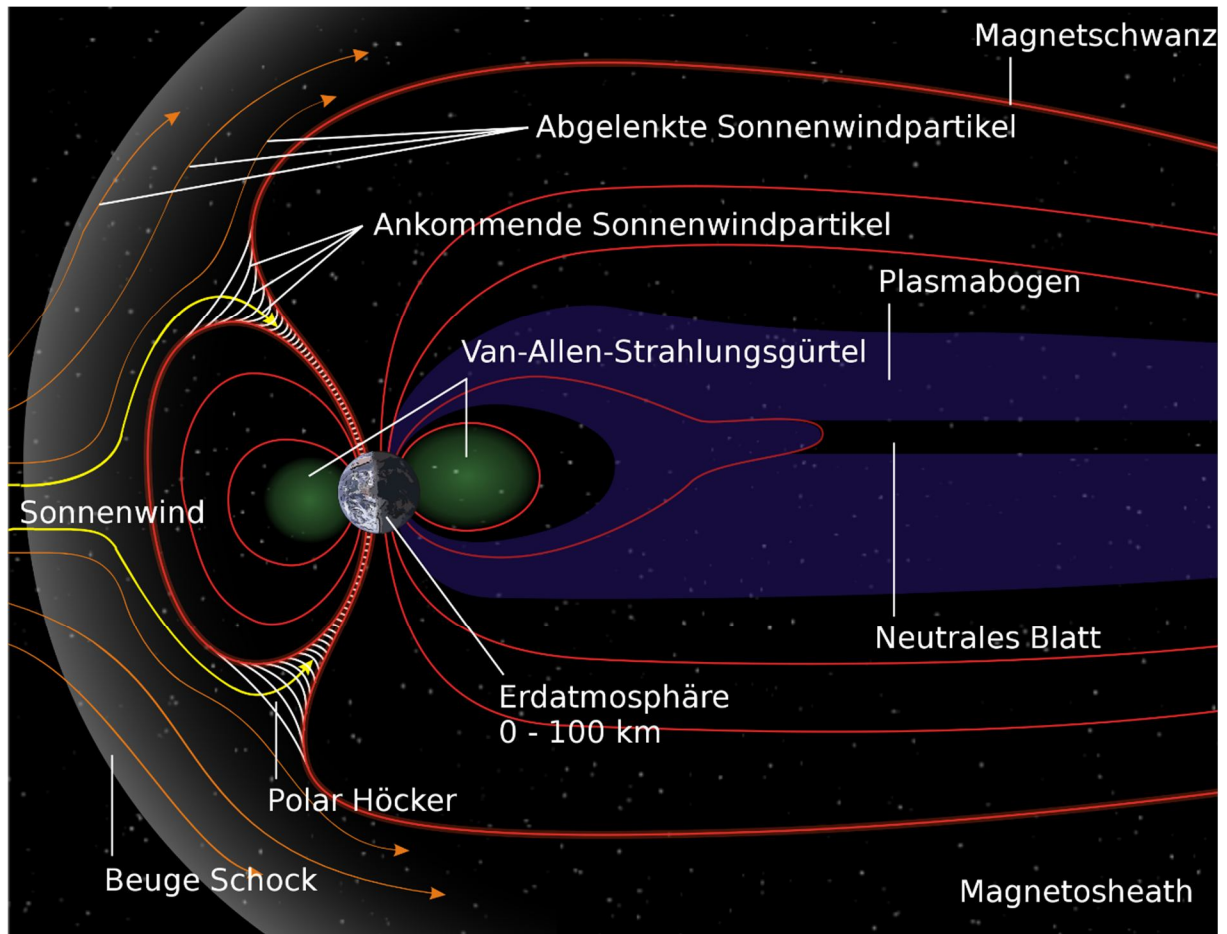 Magnetschwanz
Abgelenkte Sonnenwindpartikel
Ankommende Sonnenwindpartikel
Plasmabogen
Van-Allen-Strahlungsgürtel
Sonnenwind
Neutrales Blatt
Erdatmosphäre
0 - 100 km
Polar Höcker
Beuge Schock
Magnetosheath